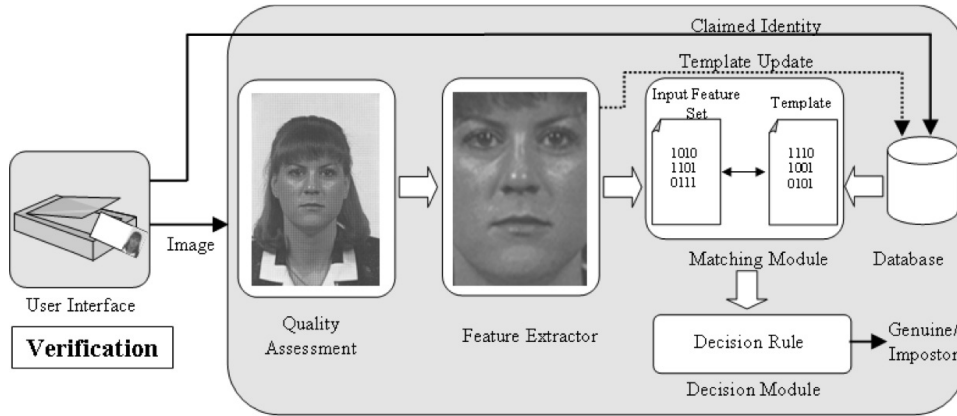 Claimed Identity
Template Update
Input Feature
Set
Template
1010
1101
0111
1110
1001
0101
Image
User Interface
Verification
Quality
Assessment
Feature Extractor
Matching Module
Database
Decision Rule
Decision Module
Genuine/
Impostor